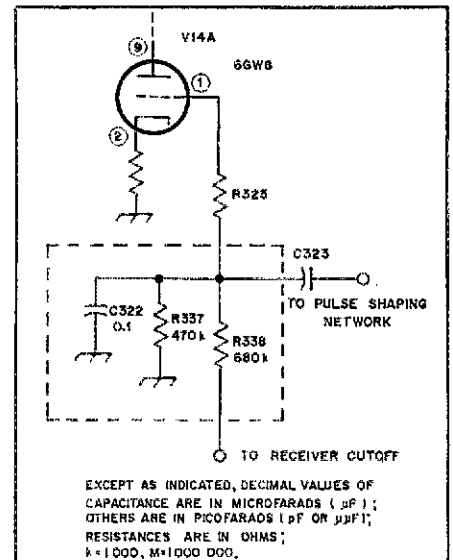 V14A
6GW8
9
1
2
R325
C323
TO PULSE SHAPING
NETWORK
C322
0.1
R337
470k
R338
680k
TO RECEIVER CUTOFF
EXCEPT AS INDICATED, DECIMAL VALUES OF
CAPACITANCE ARE IN MICROFARADS ( µF ) ;
OTHERS ARE IN PICOFARADS ( pF OR µµF);
RESISTANCES ARE IN OHMS ;
k=1000, M=1000 000.